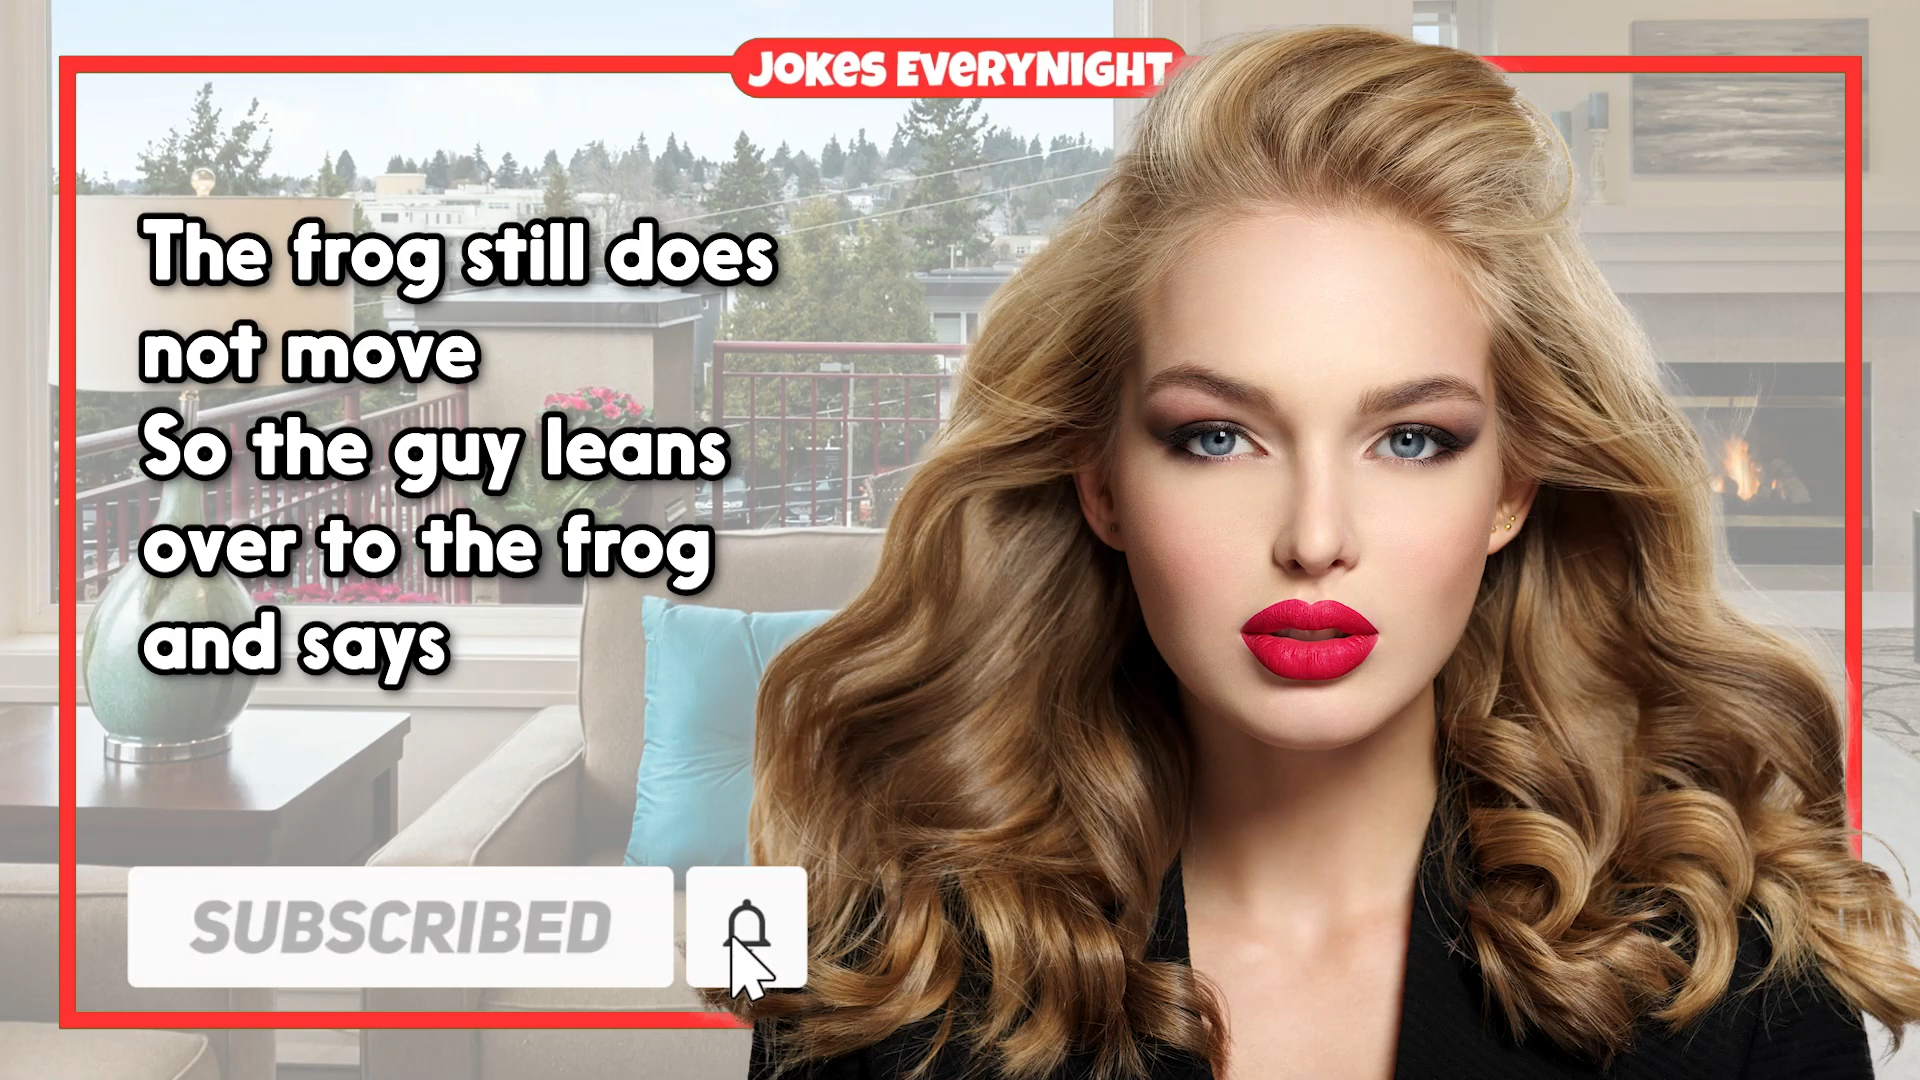 JOKES EVERYNIGHT
The frog still does
not move
So the guy leans
over to the frog
and says
SUBSCRIBED